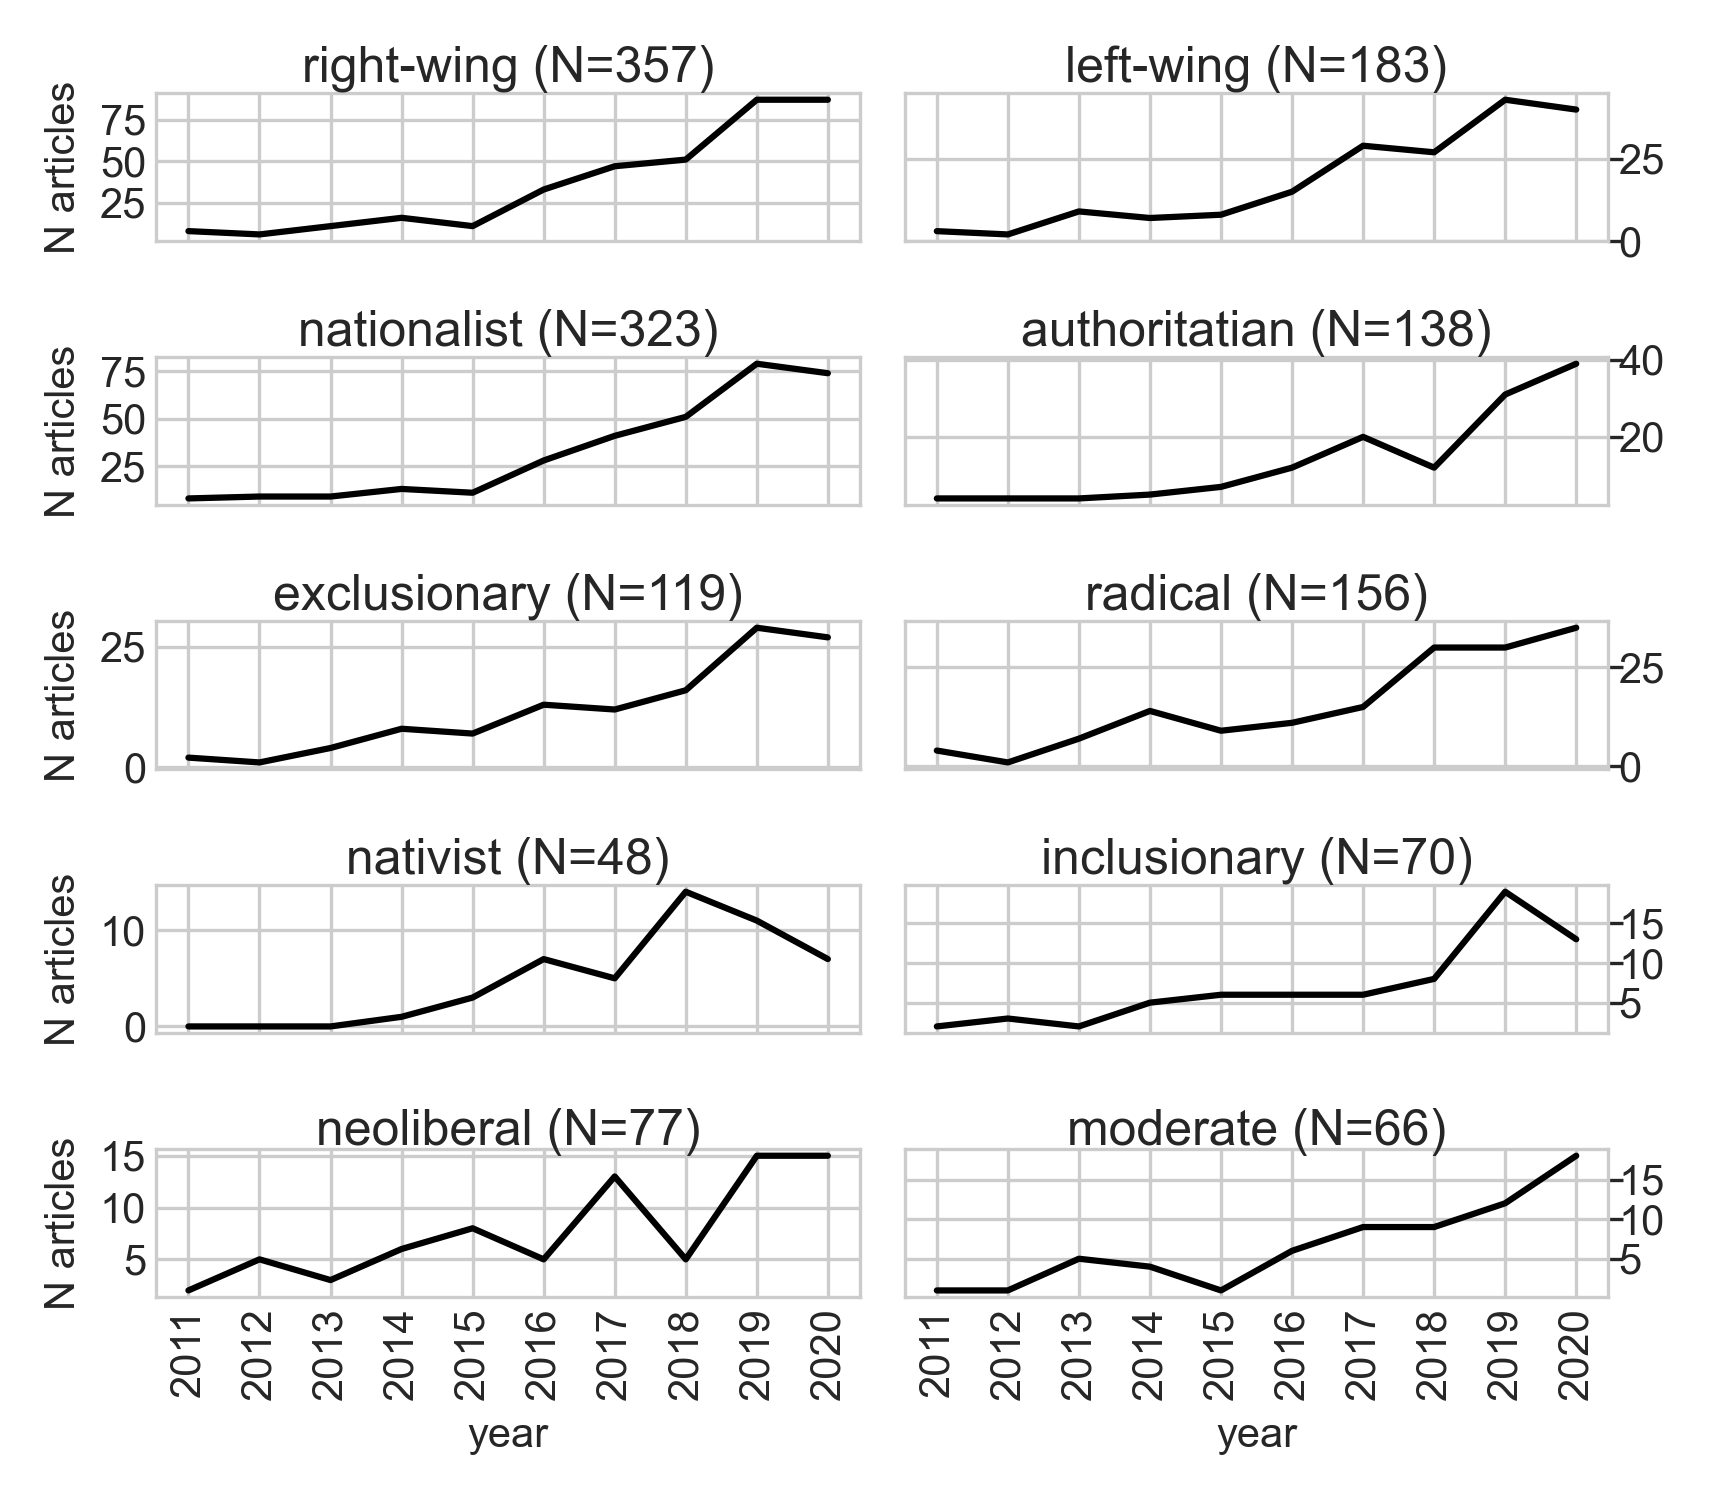 right-wing (N=357)
N articles
75
50
25
left-wing (N=183)
25
0
nationalist (N=323)
N articles
75
50
25
authoritatian (N=138)
40
20
exclusionary (N=119)
N articles
25
0
radical (N=156)
25
0
nativist (N=48)
N articles
10
0
inclusionary (N=70)
15
10
5
neoliberal (N=77)
N articles
15
10
5
2011 2012 2013 2014 2015 2016 2017 2018 2019 2020
year
moderate (N=66)
15
10
5
2011 2012 2013 2014 2015 2016 2017 2018 2019 2020
year